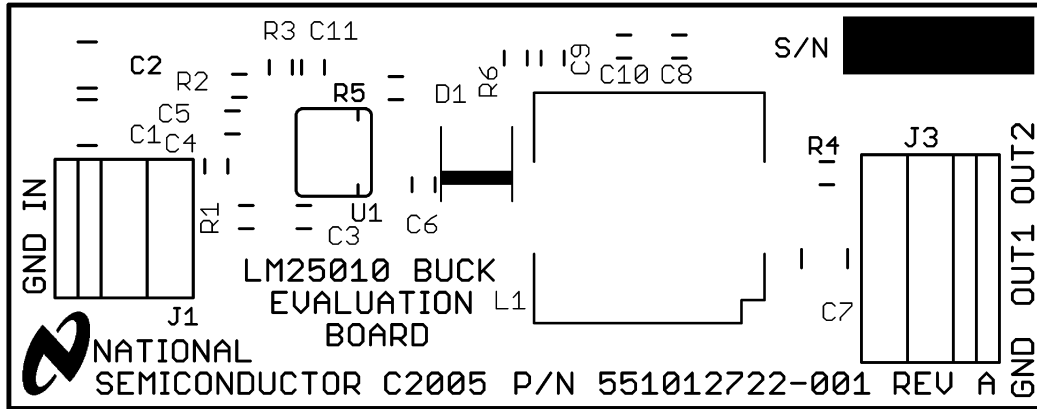 R3 C11
C2
R2
R5
C5
C1 C4
D1
R6
C9
C10 C8
S/N
R4
J3
GND IN
R1
U1
C3
C6
OUT1 OUT2
GND
LM25010 BUCK
EVALUATION
BOARD
L1
C7
J1
NATIONAL
SEMICONDUCTOR C2005 P/N 551012722-001 REV A